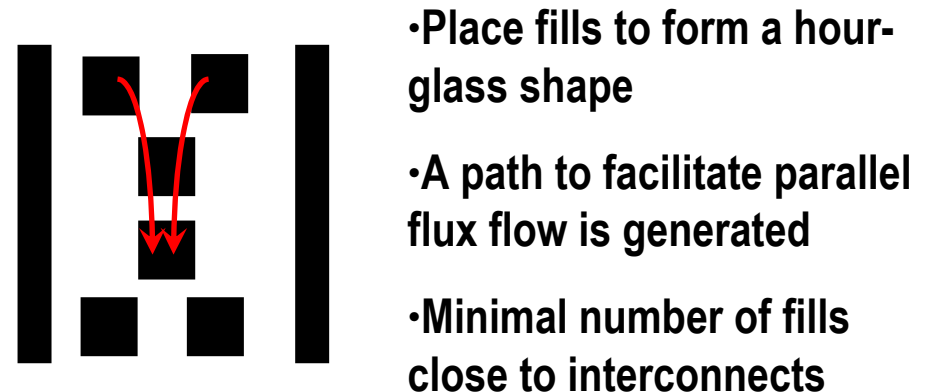 •Place fills to form a hour-
glass shape
•A path to facilitate parallel
flux flow is generated
•Minimal number of fills
close to interconnects